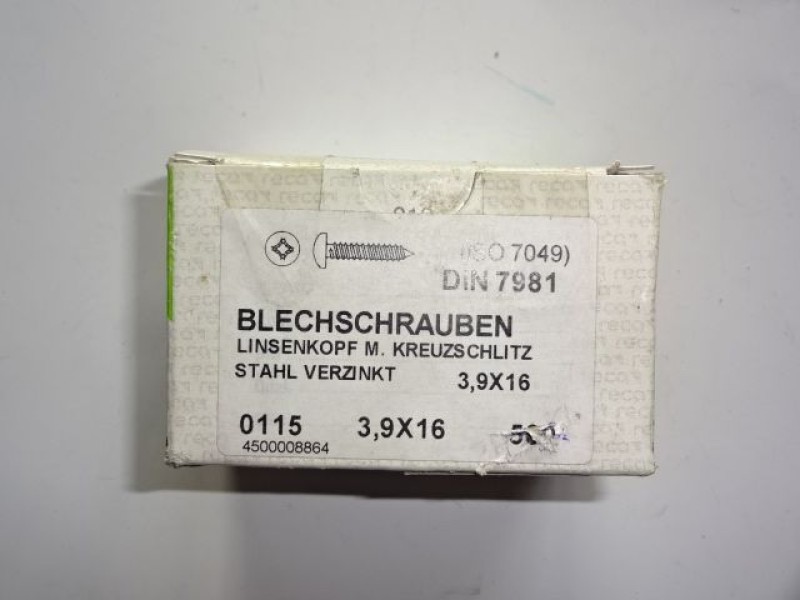 (ISO 7049)
DIN 7981
BLECHSCHRAUBEN
LINSENKOPF M. KREUZSCHLITZ
STAHL VERZINKT 3,9X16
0115 3,9X16
4500008864